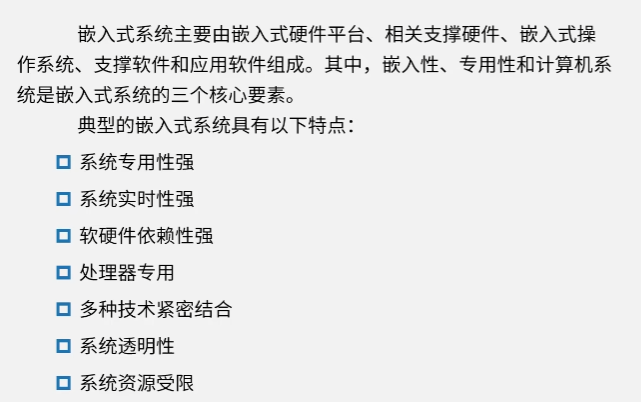 嵌入式系统主要由嵌入式硬件平台、相关支撑硬件、嵌入式操
作系统、支撑软件和应用软件组成。其中，嵌入性、专用性和计算机系
统是嵌入式系统的三个核心要素。
典型的嵌入式系统具有以下特点：
系统专用性强
系统实时性强
软硬件依赖性强
处理器专用
多种技术紧密结合
系统透明性
系统资源受限